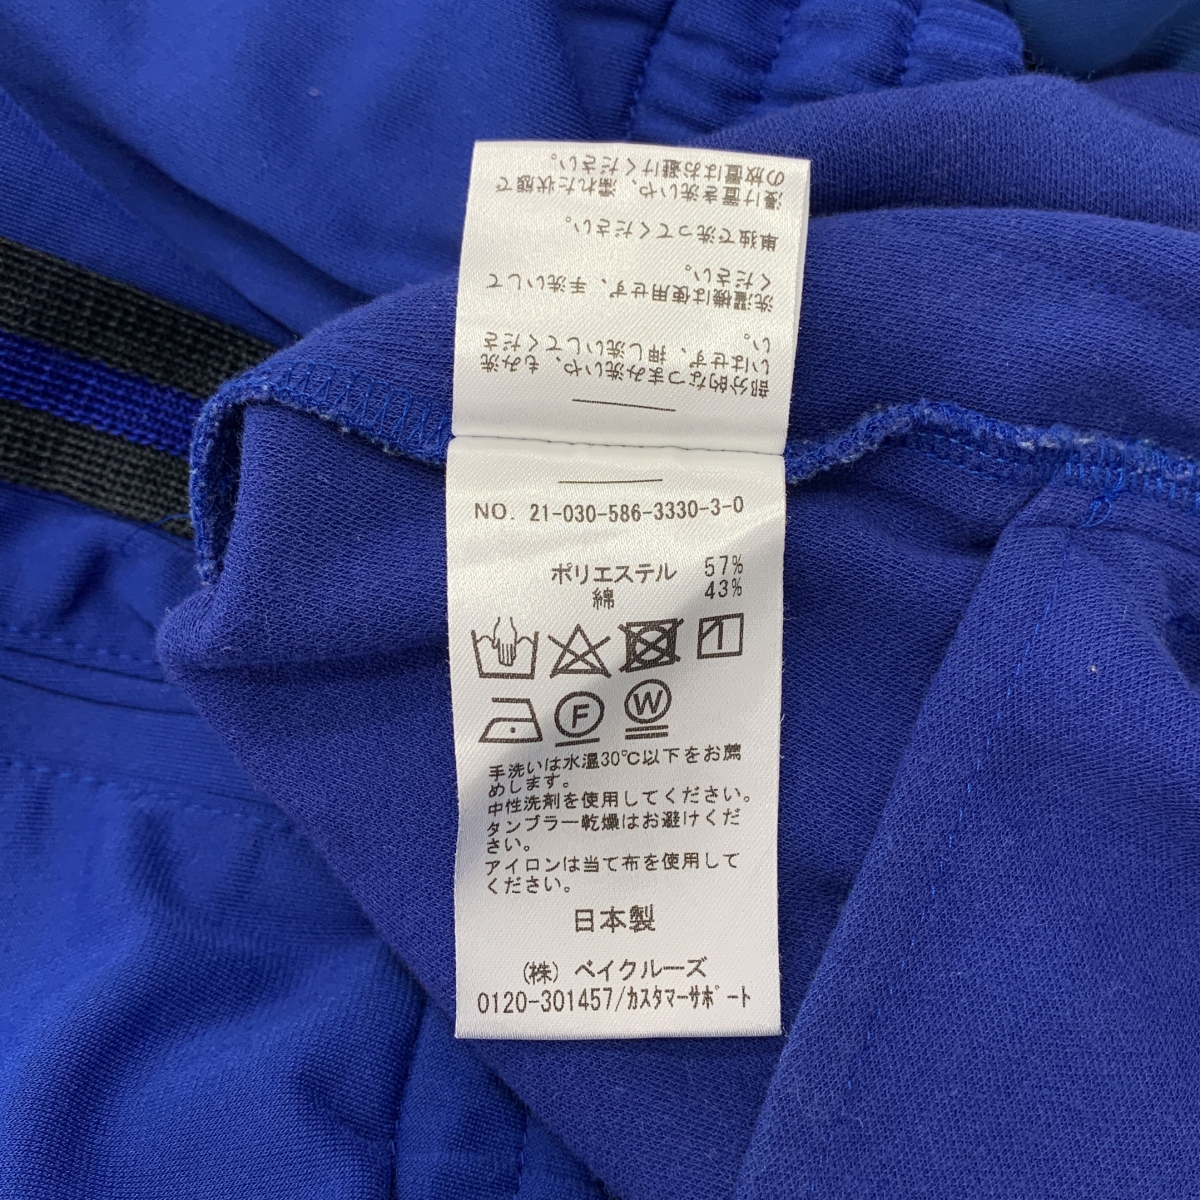 の放置はお避けください。
浸け置き洗いや、濡れた状態で
単独で洗ってください。
ください。
洗濯機は使用せず、手洗いして
い。
いはせず、押し洗いしてくださ
部分的なつまみ洗いや、もみ洗
NO. 21-030-586-3330-3-0
ポリエステル 57%
綿 43%
F W
手洗いは水温30℃以下をお薦
めします。
中性洗剤を使用してください。
タンブラー乾燥はお避けくだ
さい。
アイロンは当て布を使用して
ください。
日本製
(株) ベイクルーズ
0120-301457/ｶｽﾀﾏｰｻﾎﾟｰﾄ